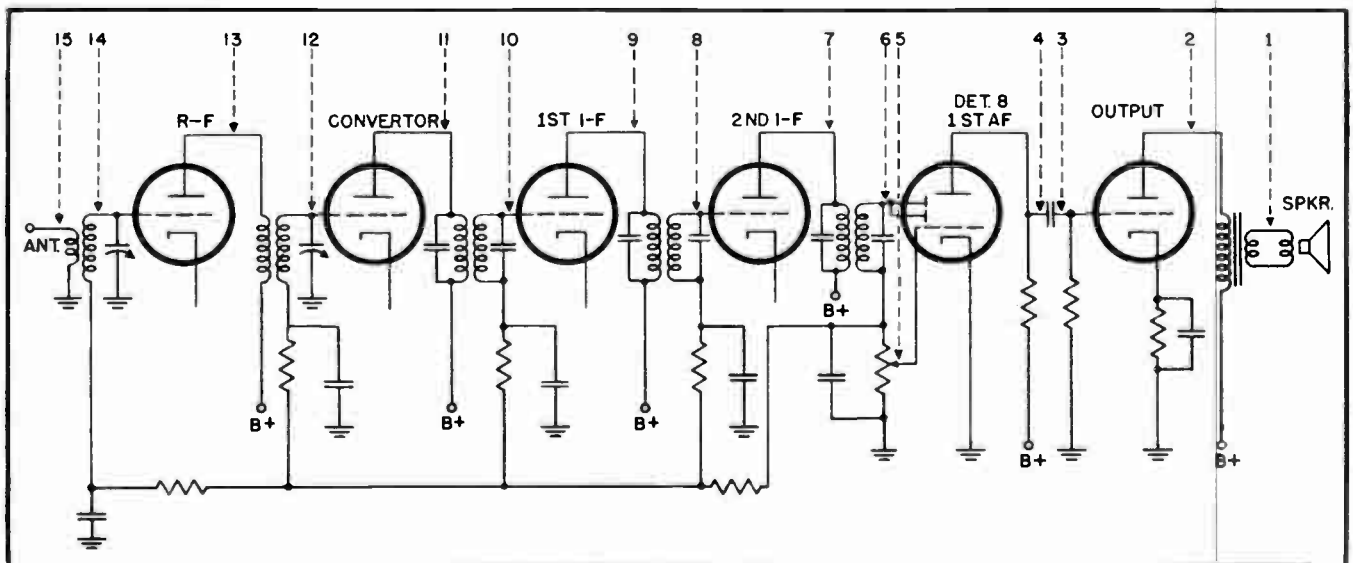 15 14 13 12 11 10 9 8 7 6 5 4 3 2 1
R-F
CONVERTOR
1ST I-F
2ND I-F
DET. 8
1ST AF
OUTPUT
SPKR.
ANT.
B+
B+
B+
B+
B+
B+